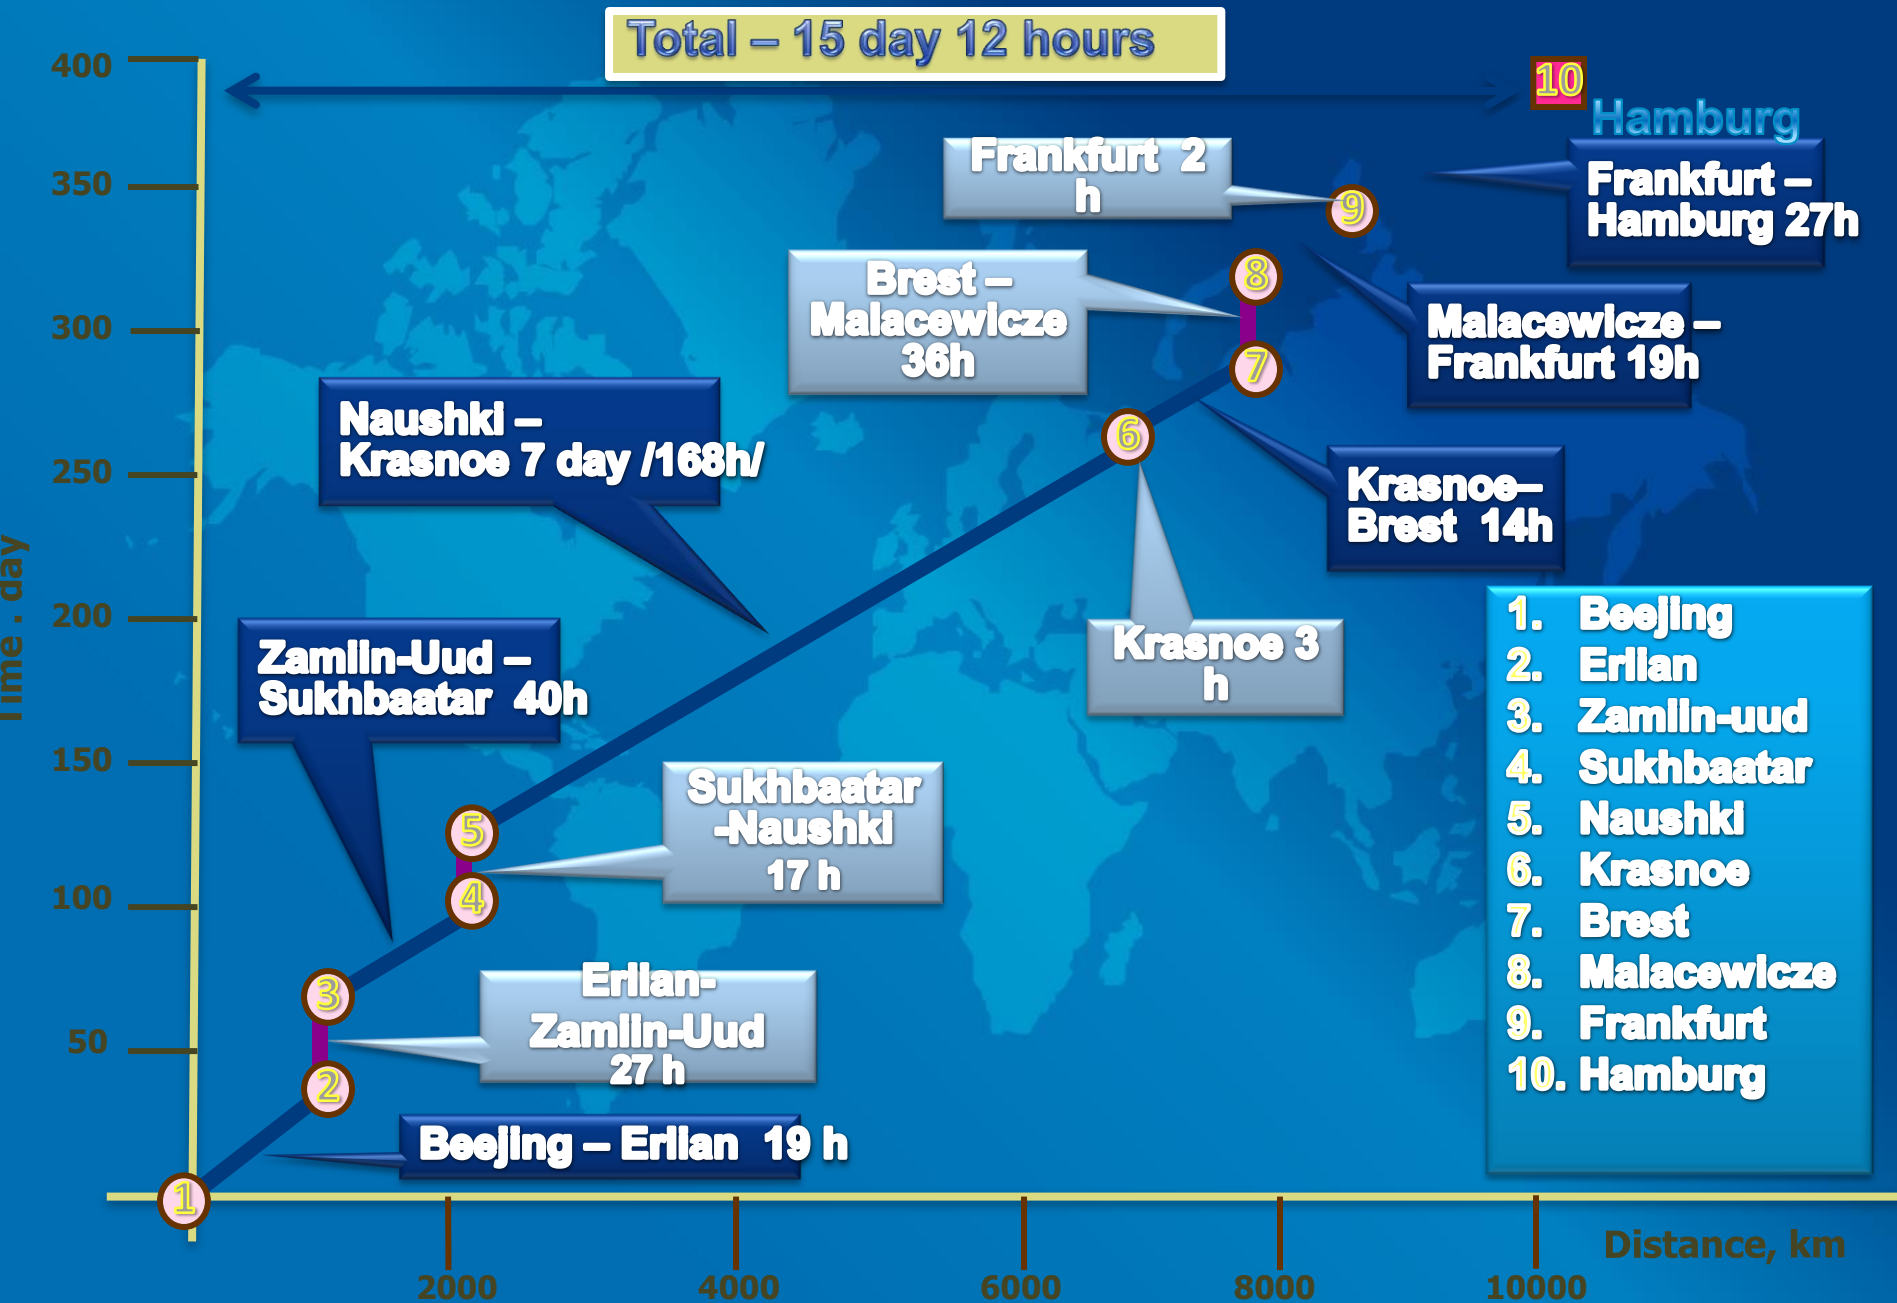 Total – 15 day 12 hours
400
10
Hamburg
Frankfurt 2
h
Frankfurt –
Hamburg 27h
350
9
Brest –
Malacewicze
36h
8
Malacewicze –
Frankfurt 19h
300
7
Naushki –
Krasnoe 7 day /168h/
6
Krasnoe–
Brest 14h
250
Time . day
200
Zamiin-Uud –
Sukhbaatar 40h
Krasnoe 3
h
150
Sukhbaatar
-Naushki
17 h
5
4
100
Erlian-
Zamiin-Uud
27 h
3
50
2
Beejing – Erlian 19 h
1
1. Beejing
2. Erlian
3. Zamiin-uud
4. Sukhbaatar
5. Naushki
6. Krasnoe
7. Brest
8. Malacewicze
9. Frankfurt
10. Hamburg
Distance, km
2000
4000
6000
8000
10000